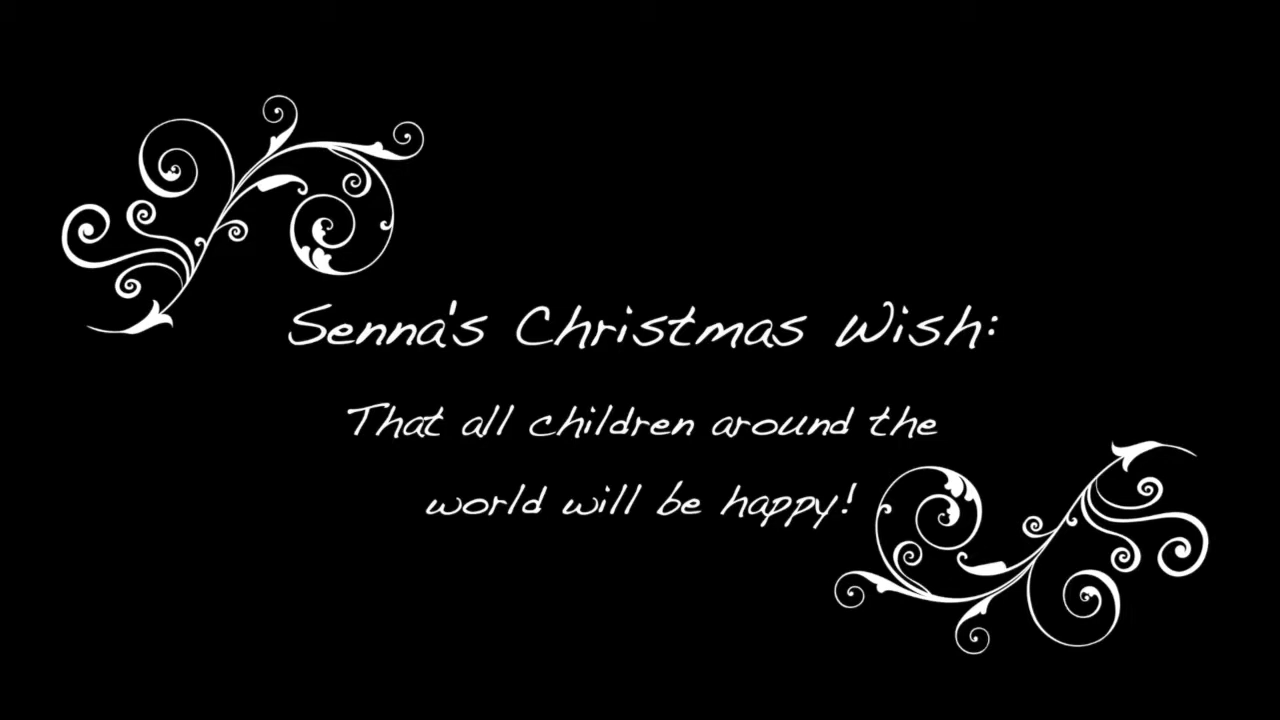 Senna's Christmas Wish:
That all children around the
world will be happy!